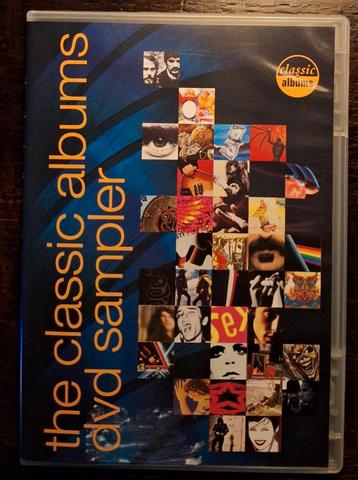 the classic albums
dvd sampler
classic
albums
sex